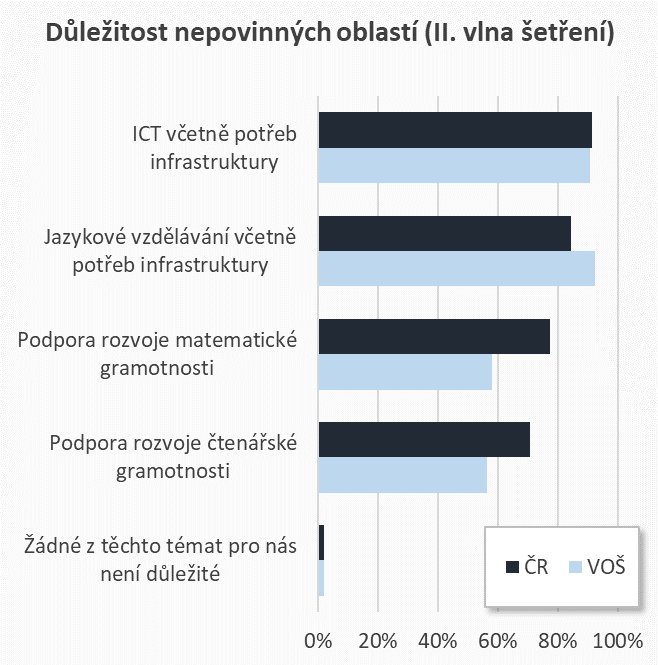 Důležitost nepovinných oblastí (II. vlna šetření)
ICT včetně potřeb
infrastruktury
Jazykové vzdělávání včetně
potřeb infrastruktury
Podpora rozvoje matematické
gramotnosti
Podpora rozvoje čtenářské
gramotnosti
Žádné z těchto témat pro nás
není důležité
ČR VOŠ
0% 20% 40% 60% 80% 100%